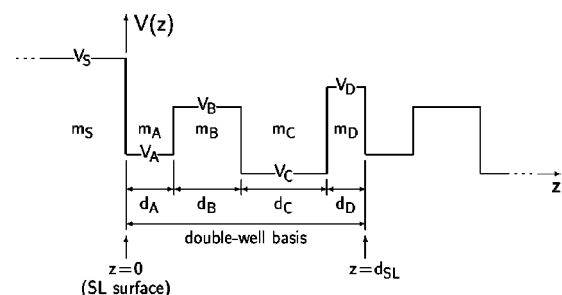 V(z)
V_S V_B V_D
m_S m_A m_B m_C m_D
V_A V_C
z
d_A d_B d_C d_D
double-well basis
z=0 z=d_SL
(SL surface)